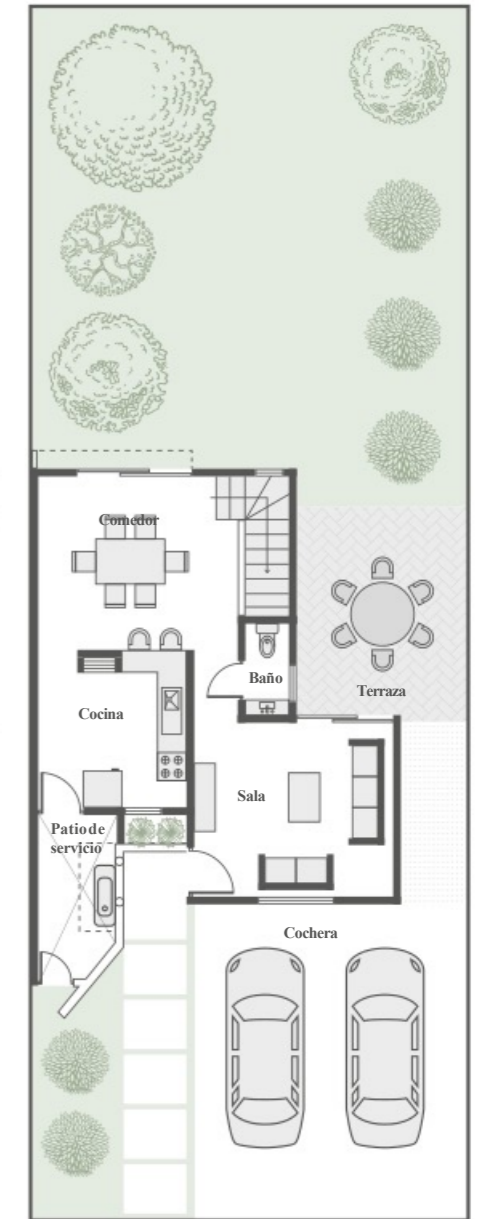 Comedor
Baño
Terraza
Cocina
Sala
Patio de
servicio
Cochera